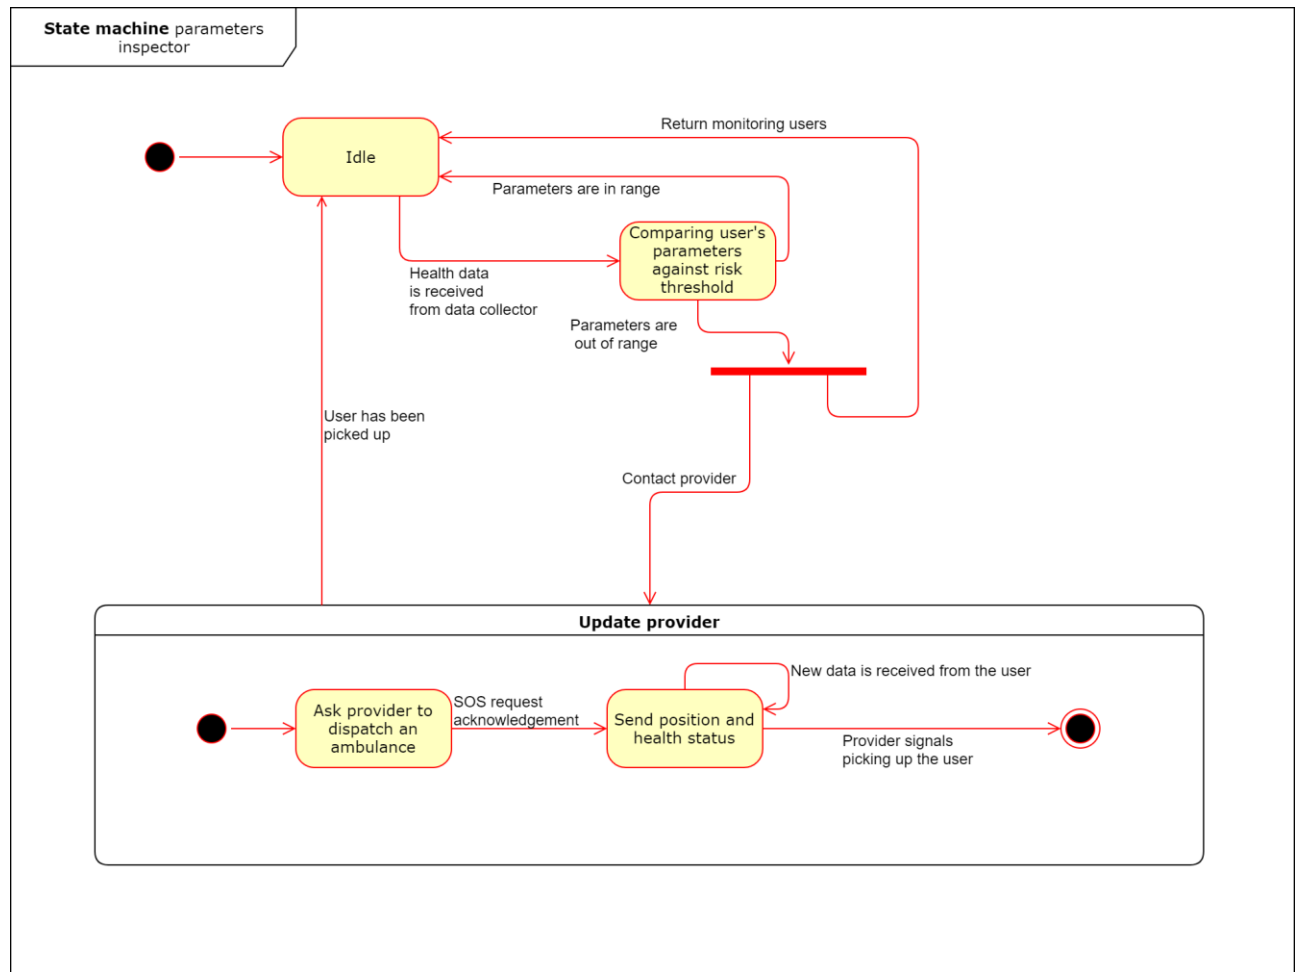 State machine parameters
inspector
Return monitoring users
Idle
Parameters are in range
Comparing user's
parameters
against risk
threshold
Health data
is received
from data collector
Parameters are
out of range
User has been
picked up
Contact provider
Update provider
New data is received from the user
Ask provider to
dispatch an
ambulance
SOS request
acknowledgement
Send position and
health status
Provider signals
picking up the user